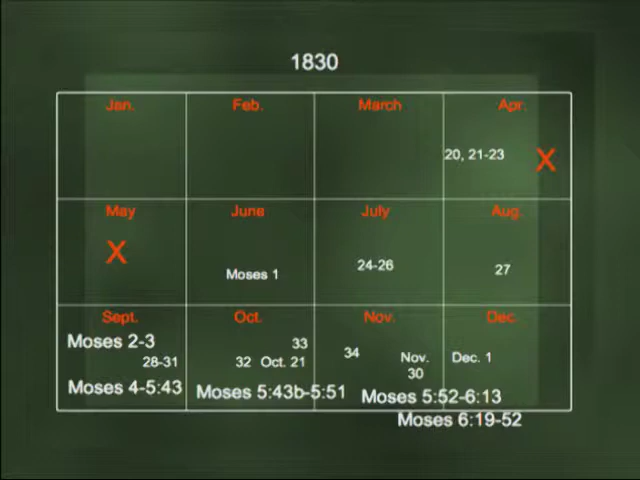 1830
Jan. Feb. March Apr.
20, 21-23 X
May June July Aug.
X
Moses 1 24-26 27
Sept. Oct. Nov. Dec.
Moses 2-3
28-31
Moses 4-5:43
33
32 Oct. 21
Moses 5:43b-5:51
34
Nov.
30
Dec. 1
Moses 5:52-6:13
Moses 6:19-52